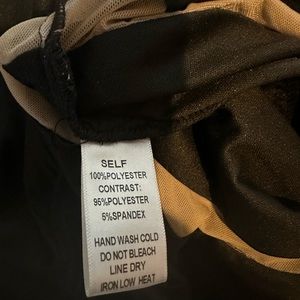 SELF
100%POLYESTER
CONTRAST:
95%POLYESTER
5%SPANDEX
HAND WASH COLD
DO NOT BLEACH
LINE DRY
IRON LOW HEAT